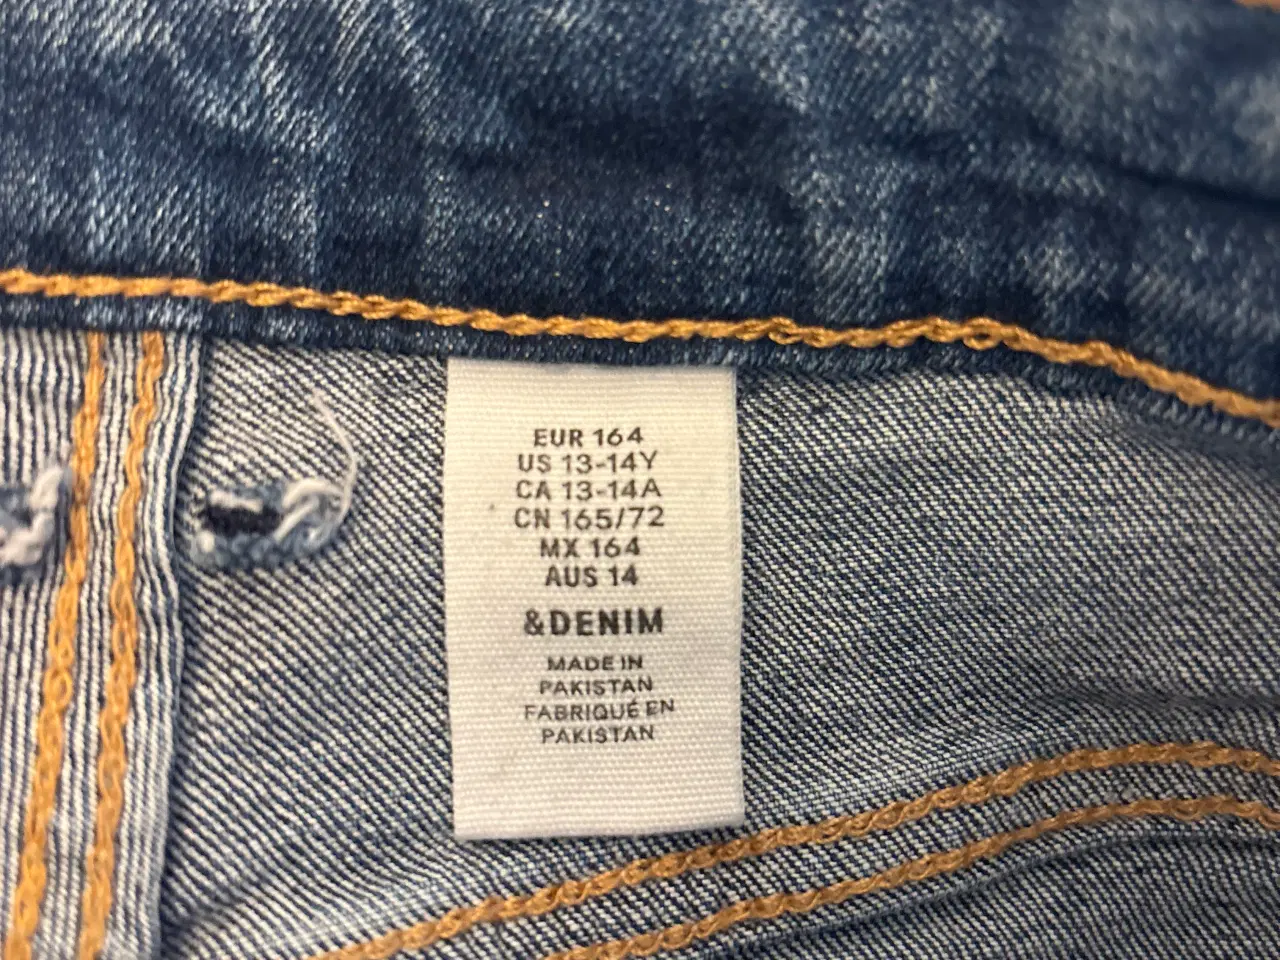 EUR 164
US 13-14Y
CA 13-14A
CN 165/72
MX 164
AUS 14
&DENIM
MADE IN
PAKISTAN
FABRIQUÉ EN
PAKISTAN